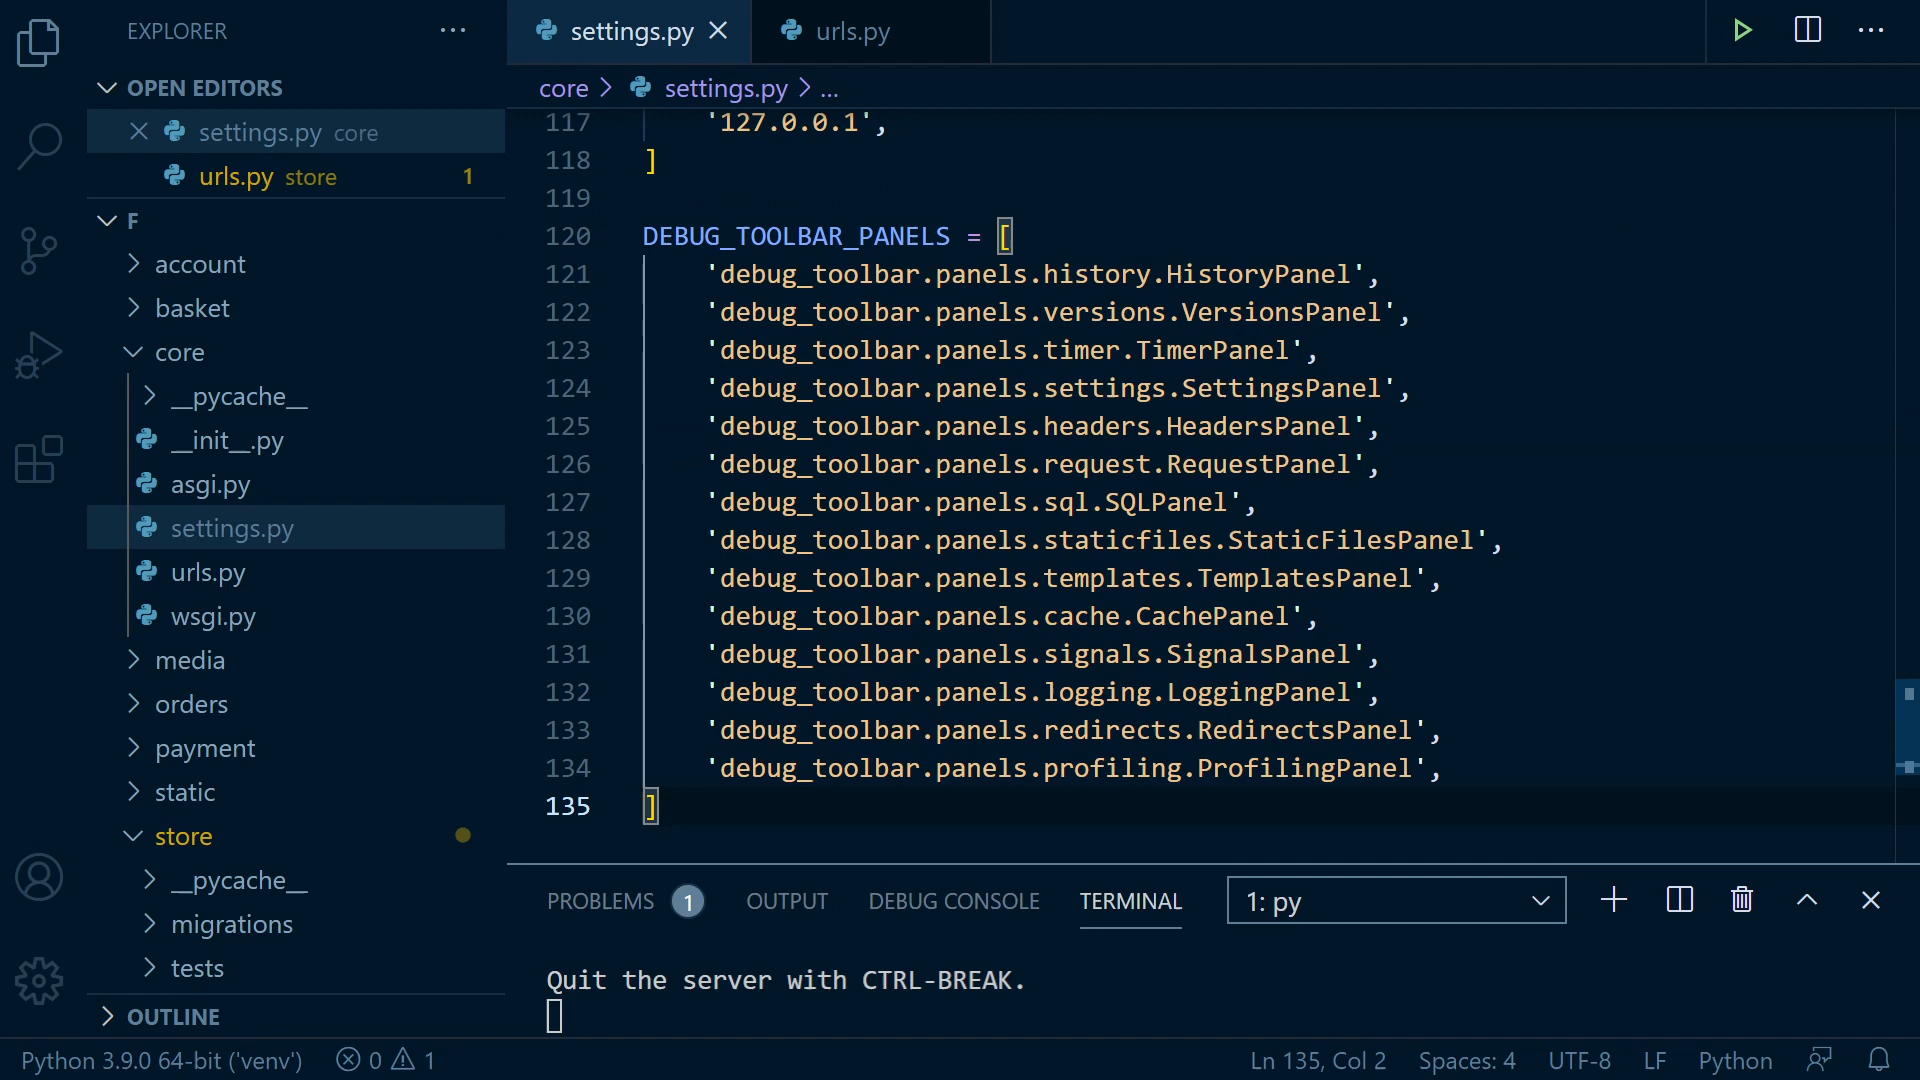 EXPLORER
OPEN EDITORS
settings.py core
urls.py store 1
F
account
basket
core
__pycache__
__init__.py
asgi.py
settings.py
urls.py
wsgi.py
media
orders
payment
static
store
__pycache__
migrations
tests
OUTLINE
settings.py urls.py
core > settings.py > ...
117 '127.0.0.1',
118 ]
119
120 DEBUG_TOOLBAR_PANELS = [
121 'debug_toolbar.panels.history.HistoryPanel',
122 'debug_toolbar.panels.versions.VersionsPanel',
123 'debug_toolbar.panels.timer.TimerPanel',
124 'debug_toolbar.panels.settings.SettingsPanel',
125 'debug_toolbar.panels.headers.HeadersPanel',
126 'debug_toolbar.panels.request.RequestPanel',
127 'debug_toolbar.panels.sql.SQLPanel',
128 'debug_toolbar.panels.staticfiles.StaticFilesPanel',
129 'debug_toolbar.panels.templates.TemplatesPanel',
130 'debug_toolbar.panels.cache.CachePanel',
131 'debug_toolbar.panels.signals.SignalsPanel',
132 'debug_toolbar.panels.logging.LoggingPanel',
133 'debug_toolbar.panels.redirects.RedirectsPanel',
134 'debug_toolbar.panels.profiling.ProfilingPanel',
135 ]
PROBLEMS 1 OUTPUT DEBUG CONSOLE TERMINAL 1: py
Quit the server with CTRL-BREAK.
Python 3.9.0 64-bit ('venv') 0 1 Ln 135, Col 2 Spaces: 4 UTF-8 LF Python